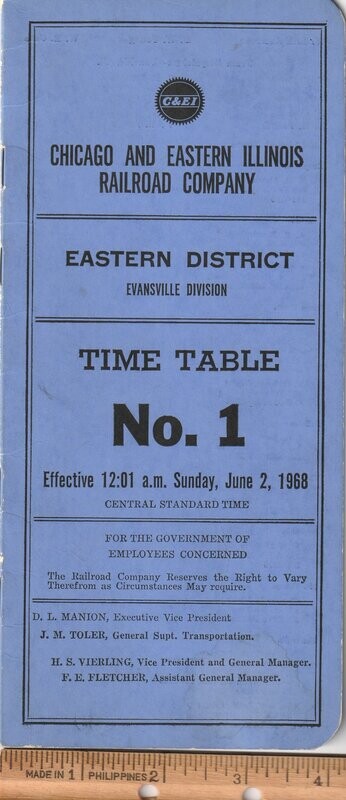 C&EI
CHICAGO AND EASTERN ILLINOIS
RAILROAD COMPANY
EASTERN DISTRICT
EVANSVILLE DIVISION
TIME TABLE
No. 1
Effective 12:01 a.m. Sunday, June 2, 1968
CENTRAL STANDARD TIME
FOR THE GOVERNMENT OF
EMPLOYEES CONCERNED
The Railroad Company Reserves the Right to Vary
Therefrom as Circumstances May require.
D. L. MANION, Executive Vice President
J. M. TOLER, General Supt. Transportation.
H. S. VIERLING, Vice President and General Manager.
F. E. FLETCHER, Assistant General Manager.
MADE IN 1 PHILIPPINES 2 3 4